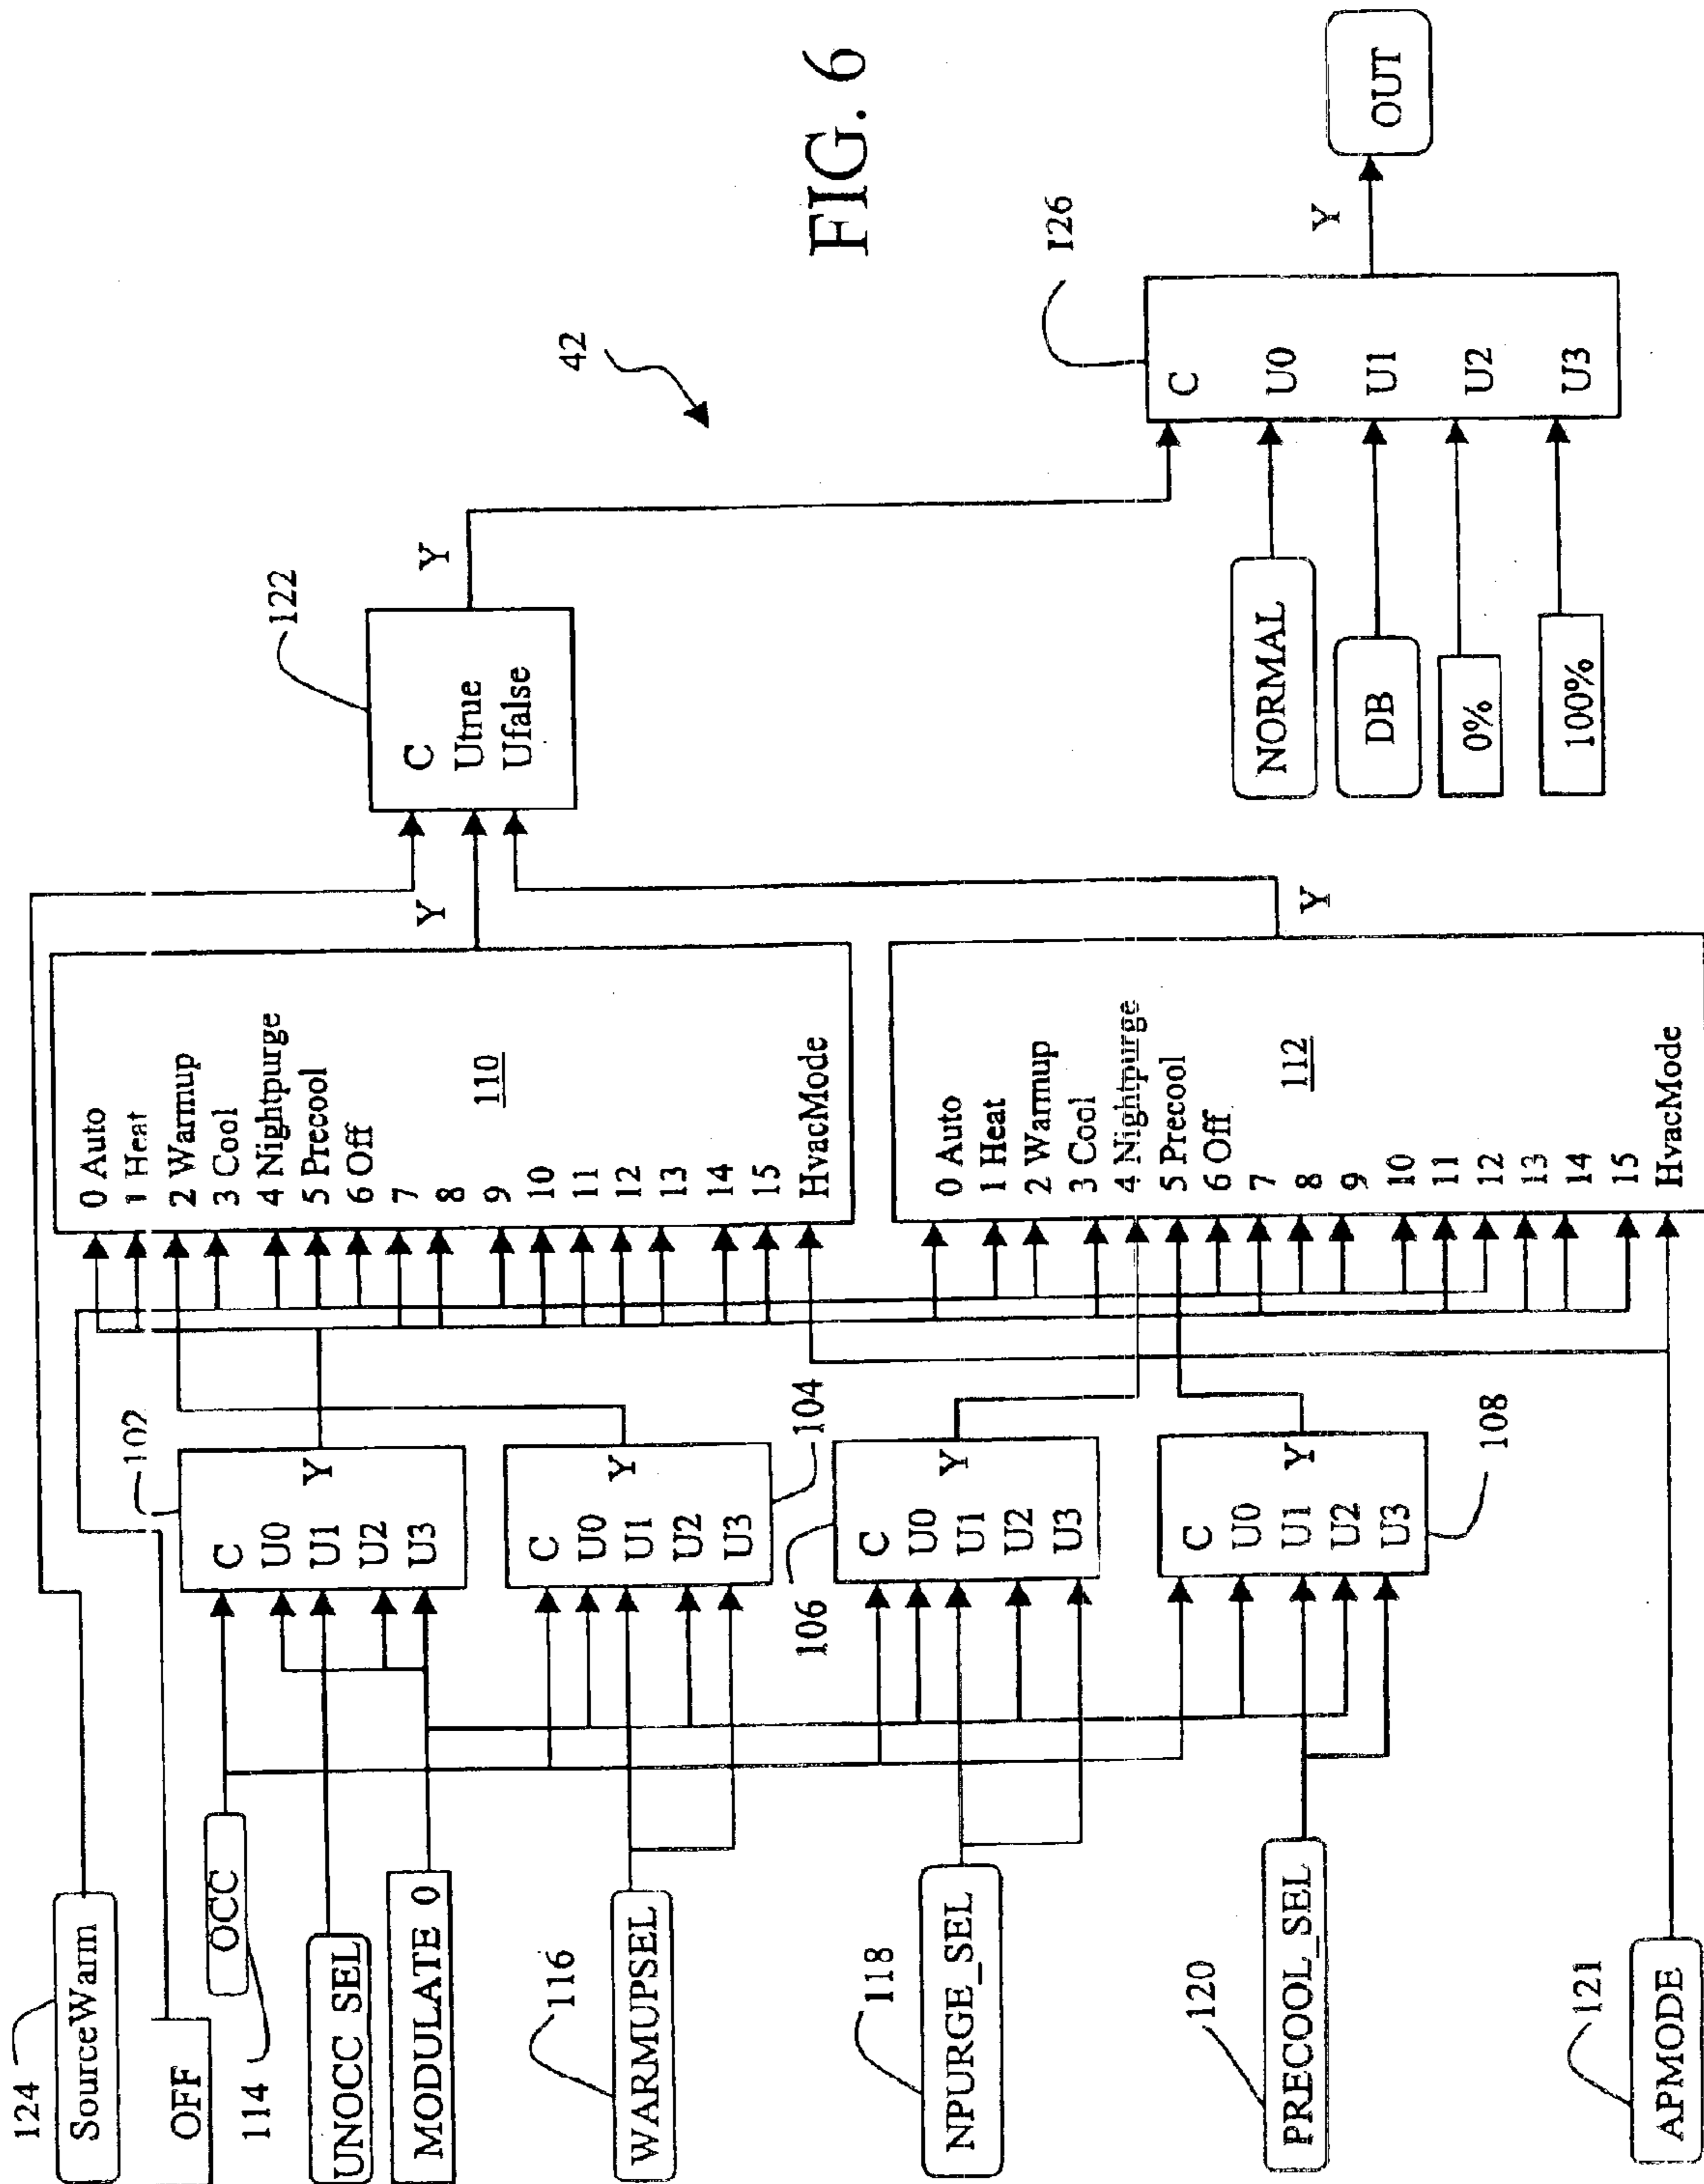 124
SourceWarm
OFF
OCC
114
UNOCC SEL
MODULATE 0
116
WARMUPSEL
118
NPURGE_SEL
120
PRECOOL_SEL
121
APMODE
102
C
U0
U1
U2
U3
Y
104
C
U0
U1
U2
U3
Y
106
C
U0
U1
U2
U3
Y
108
C
U0
U1
U2
U3
Y
0 Auto
1 Heat
2 Warmup
3 Cool
4 Nightpurge
5 Precool
6 Off
7
8
9
10
11
12
13
14
15
HvacMode
110
Y
0 Auto
1 Heat
2 Warmup
3 Cool
4 Nightpurge
5 Precool
6 Off
7
8
9
10
11
12
13
14
15
HvacMode
112
Y
122
C
Utrue
Ufalse
Y
42
NORMAL
DB
0%
100%
126
C
U0
U1
U2
U3
Y
OUT
FIG. 6